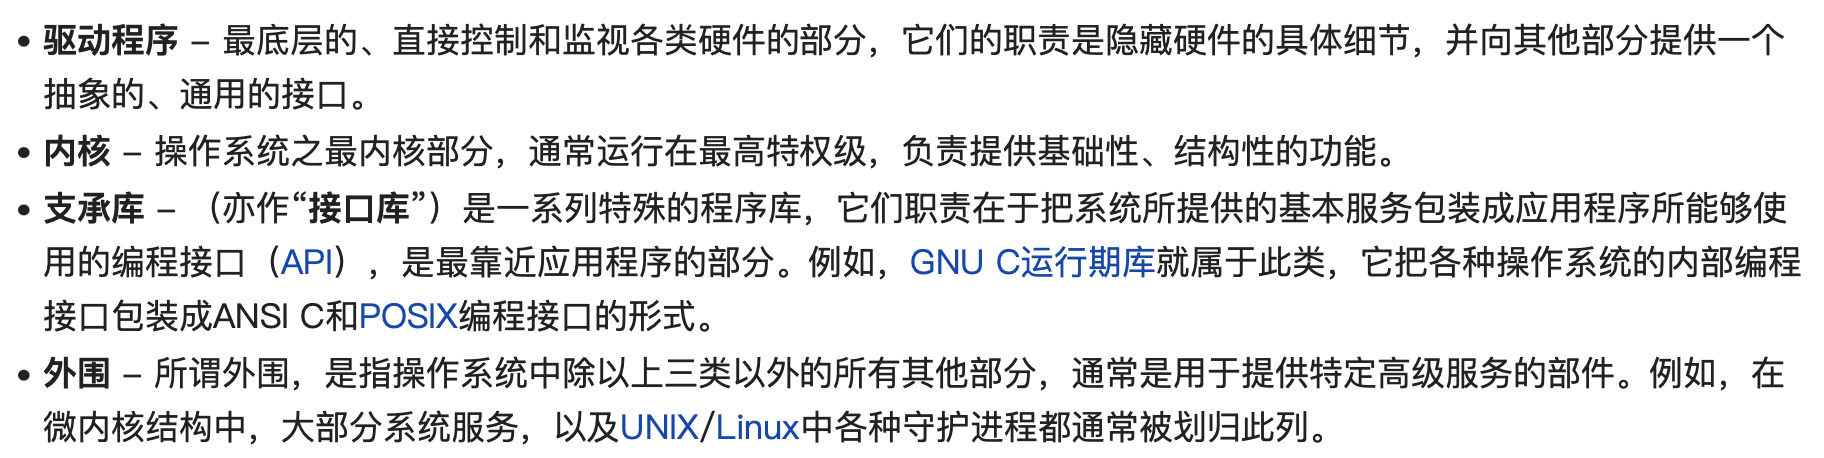 • 驱动程序 – 最底层的、直接控制和监视各类硬件的部分，它们的职责是隐藏硬件的具体细节，并向其他部分提供一个
抽象的、通用的接口。
• 内核 – 操作系统之最内核部分，通常运行在最高特权级，负责提供基础性、结构性的功能。
• 支承库 – （亦作“接口库”）是一系列特殊的程序库，它们职责在于把系统所提供的基本服务包装成应用程序所能够使
用的编程接口（API），是最靠近应用程序的部分。例如，GNU C运行期库就属于此类，它把各种操作系统的内部编程
接口包装成ANSI C和POSIX编程接口的形式。
• 外围 – 所谓外围，是指操作系统中除以上三类以外的所有其他部分，通常是用于提供特定高级服务的部件。例如，在
微内核结构中，大部分系统服务，以及UNIX/Linux中各种守护进程都通常被划归此列。